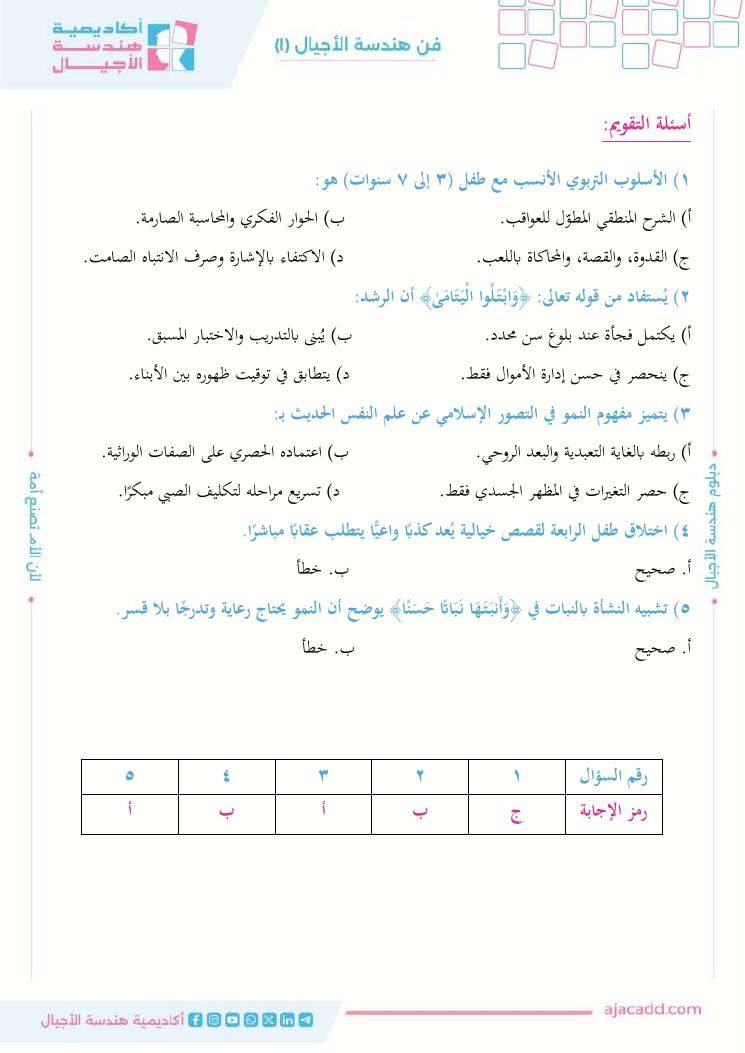 أكاديمية
هندسة
الأجيال
فن هندسة الأجيال (١)
أسئلة التقويم:
١) الأسلوب التربوي الأنسب مع طفل (٣ إلى ٧ سنوات) هو:
أ) الشرح المنطقي المطوّل للعواقب. ب) الحوار الفكري والمحاسبة الصارمة.
ج) القدوة، والقصة، والمحاكاة باللعب. د) الاكتفاء بالإشارة وصرف الانتباه الصامت.
٢) يُستفاد من قوله تعالى: ﴿وَابْتَلُوا الْيَتَامَىٰ﴾ أن الرشد:
أ) يكتمل فجأة عند بلوغ سن محدد. ب) يُبنى بالتدريب والاختبار المسبق.
ج) ينحصر في حسن إدارة الأموال فقط. د) يتطابق في توقيت ظهوره بين الأبناء.
٣) يتميز مفهوم النمو في التصور الإسلامي عن علم النفس الحديث بـ:
أ) ربطه بالغاية التعبدية والبعد الروحي. ب) اعتماده الحصري على الصفات الوراثية.
ج) حصر التغيرات في المظهر الجسدي فقط. د) تسريع مراحله لتكليف الصبي مبكرًا.
٤) اختلاق طفل الرابعة لقصص خيالية يُعد كذبًا واعيًّا يتطلب عقابًا مباشرًا.
أ. صحيح ب. خطأ
٥) تشبيه النشأة بالنبات في ﴿وَأَنبَتَهَا نَبَاتًا حَسَنًا﴾ يوضح أن النمو يحتاج رعاية وتدرجًا بلا قسر.
أ. صحيح ب. خطأ
رقم السؤال ١ ٢ ٣ ٤ ٥
رمز الإجابة ج ب أ ب أ
دبلوم هندسة الأجيال
لأن الأم تصنع أمة
أكاديمية هندسة الأجيال
ajacadd.com